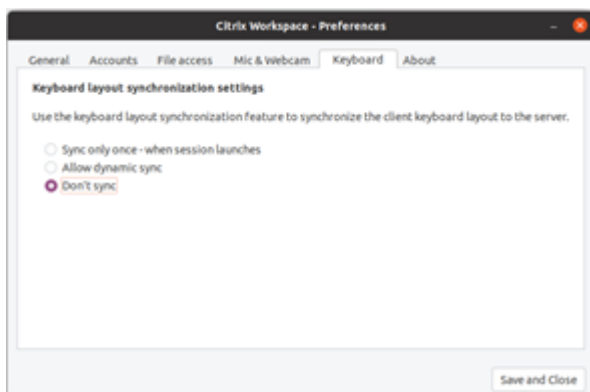 Citrix Workspace - Preferences
General Accounts File access Mic & Webcam Keyboard About
Keyboard layout synchronization settings
Use the keyboard layout synchronization feature to synchronize the client keyboard layout to the server.
Sync only once - when session launches
Allow dynamic sync
Don't sync
Save and Close